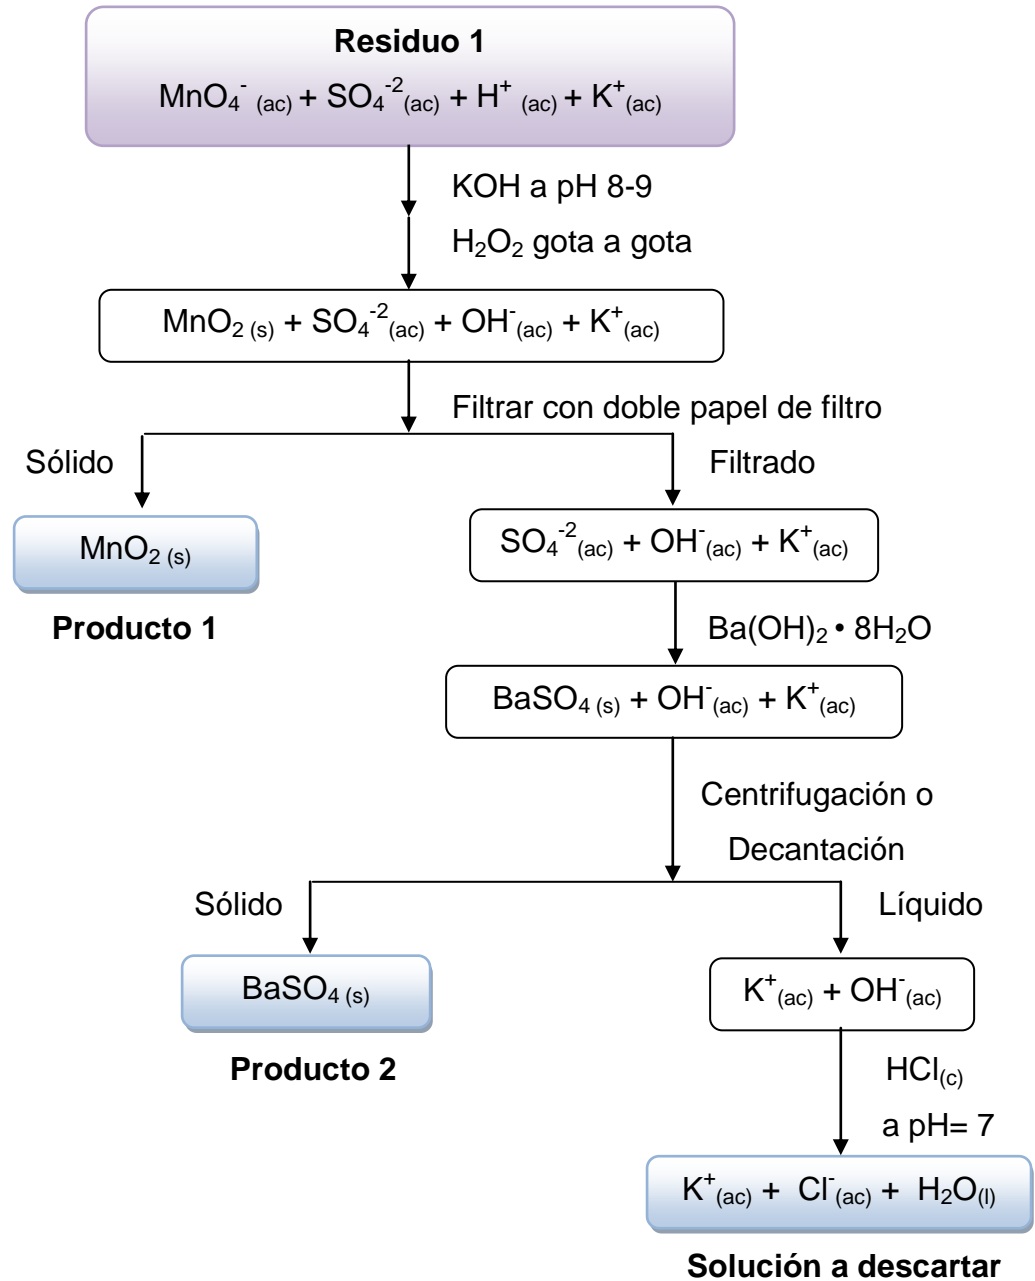 Residuo 1
MnO₄⁻ (ac) + SO₄⁻²(ac) + H⁺ (ac) + K⁺(ac)
KOH a pH 8-9
H₂O₂ gota a gota
MnO₂ (s) + SO₄⁻²(ac) + OH⁻(ac) + K⁺(ac)
Filtrar con doble papel de filtro
Sólido
Filtrado
MnO₂ (s)
SO₄⁻²(ac) + OH⁻(ac) + K⁺(ac)
Producto 1
Ba(OH)₂ • 8H₂O
BaSO₄ (s) + OH⁻(ac) + K⁺(ac)
Centrifugación o
Decantación
Sólido
Líquido
BaSO₄ (s)
K⁺(ac) + OH⁻(ac)
Producto 2
HCl(c)
a pH= 7
K⁺(ac) + Cl⁻(ac) + H₂O(l)
Solución a descartar